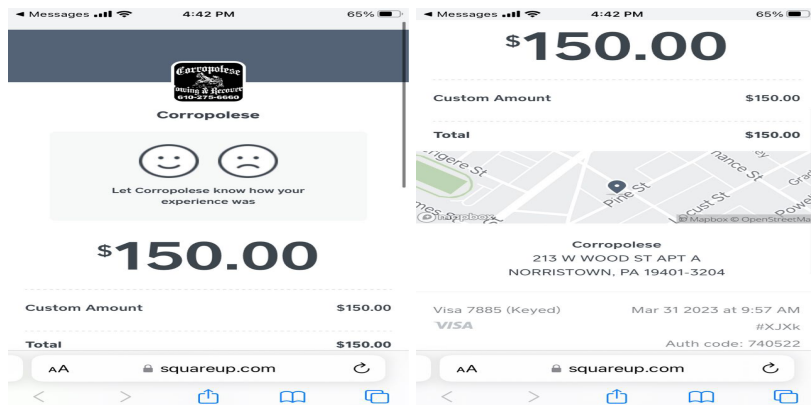 Messages 4:42 PM 65%
Corropolese
Towing & Recovery
610-275-6660
Corropolese
Let Corropolese know how your
experience was
$150.00
Custom Amount $150.00
Total $150.00
AA squareup.com
Messages 4:42 PM 65%
$150.00
Custom Amount $150.00
Total $150.00
Pine St
mapbox
© Mapbox © OpenStreetMa
Corropolese
213 W WOOD ST APT A
NORRISTOWN, PA 19401-3204
Visa 7885 (Keyed) Mar 31 2023 at 9:57 AM
VISA #XJXk
Auth code: 740522
AA squareup.com